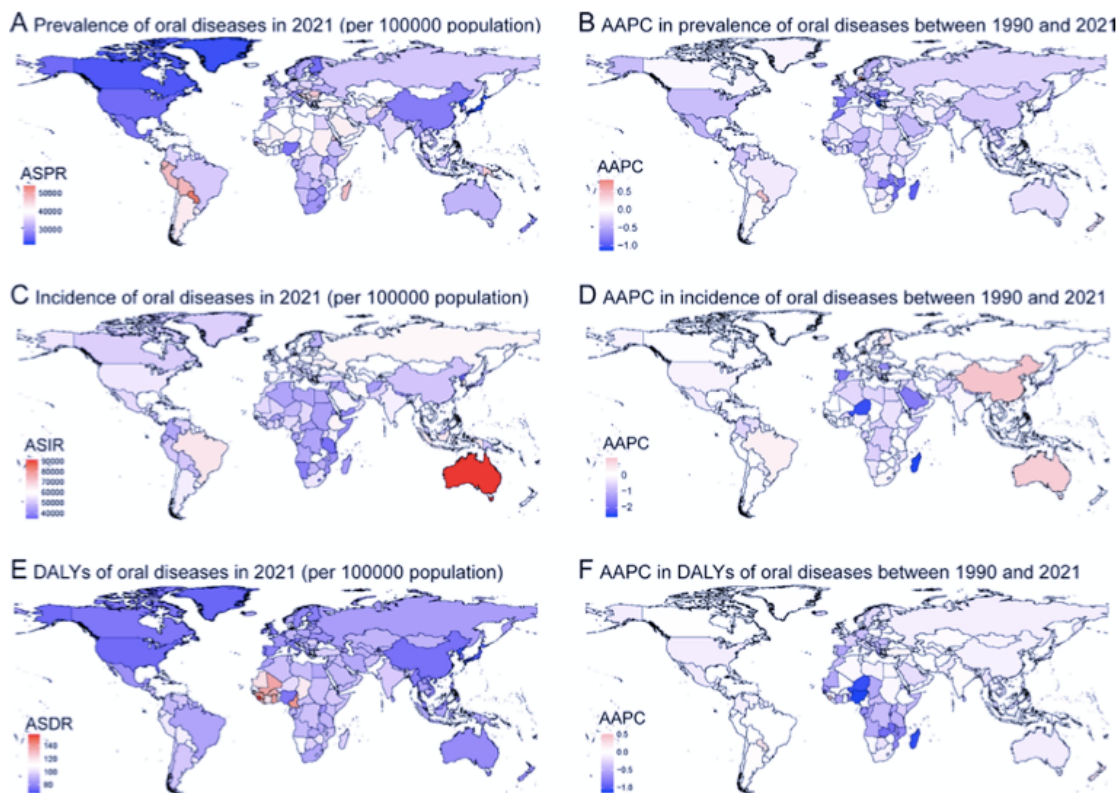 A Prevalence of oral diseases in 2021 (per 100000 population)
ASPR
50000
40000
30000
B AAPC in prevalence of oral diseases between 1990 and 2021
AAPC
0.5
0.0
−0.5
−1.0
C Incidence of oral diseases in 2021 (per 100000 population)
ASIR
90000
80000
70000
60000
50000
40000
D AAPC in incidence of oral diseases between 1990 and 2021
AAPC
0
−1
−2
E DALYs of oral diseases in 2021 (per 100000 population)
ASDR
140
120
100
80
F AAPC in DALYs of oral diseases between 1990 and 2021
AAPC
0.5
0.0
−0.5
−1.0